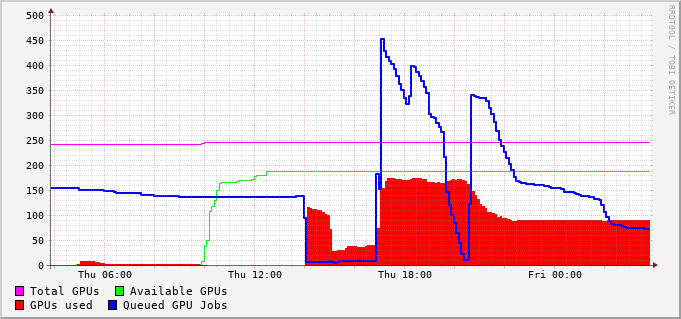 500
450
400
350
300
250
200
150
100
50
0
Thu 06:00 Thu 12:00 Thu 18:00 Fri 00:00
Total GPUs Available GPUs
GPUs used Queued GPU Jobs
RRDTOOL / TOBI OETIKER